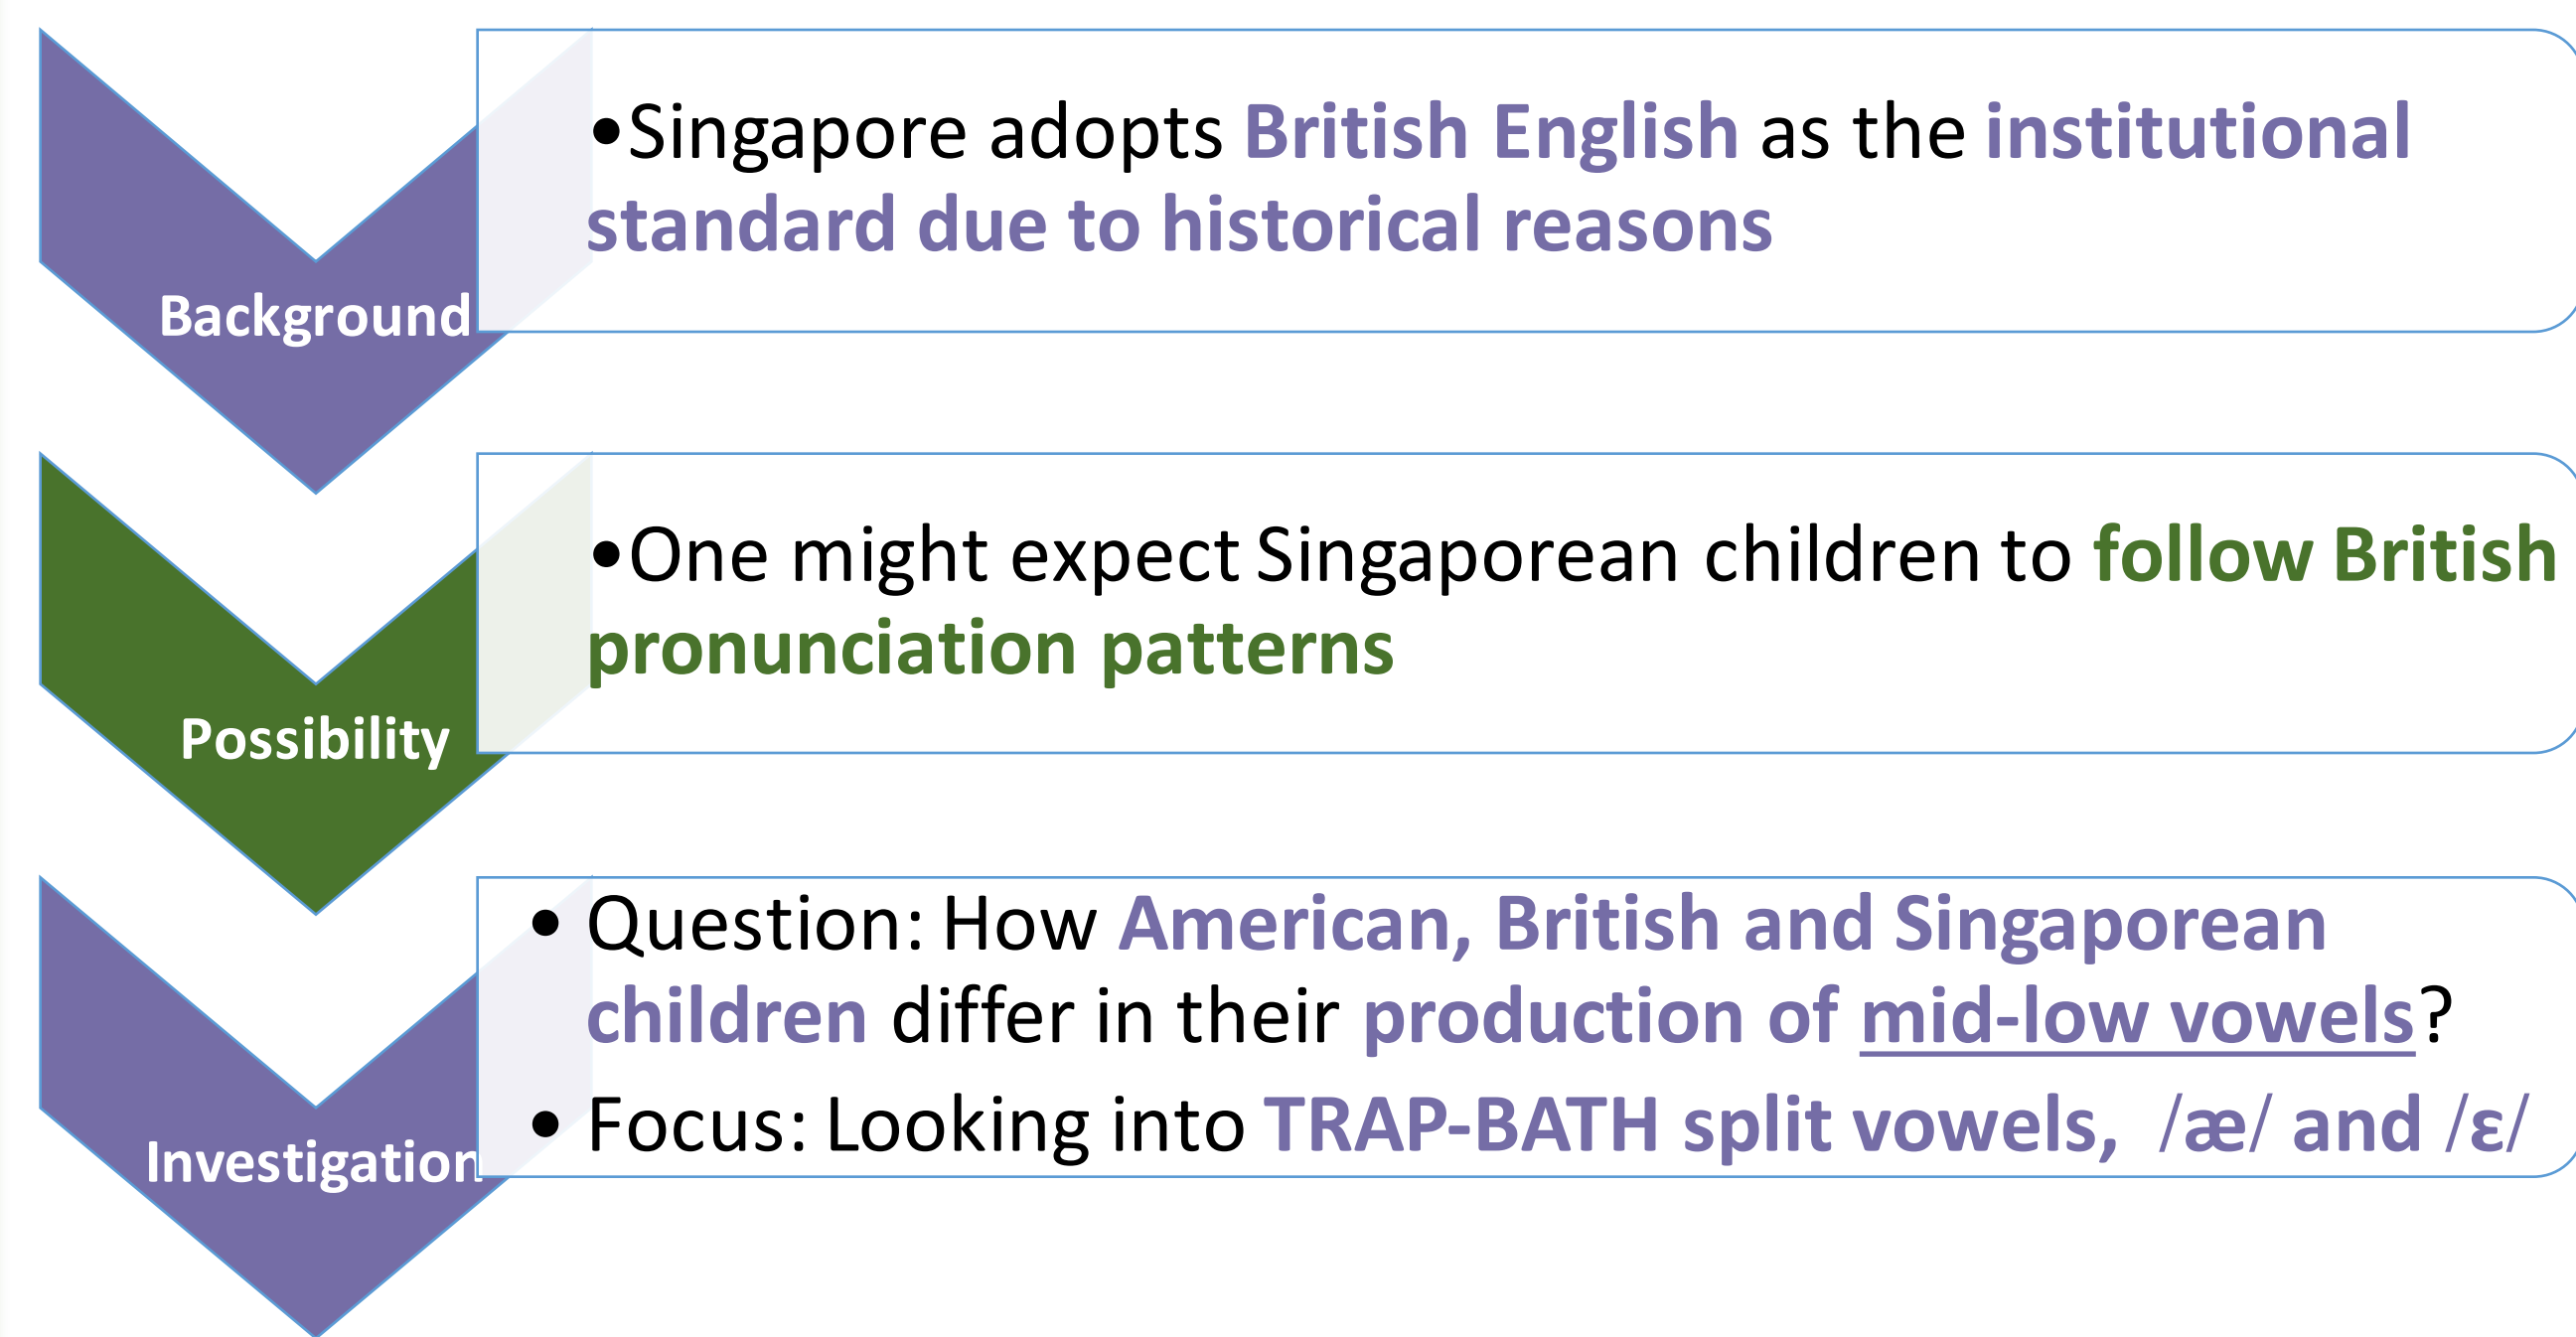 •Singapore adopts British English as the institutional
standard due to historical reasons
Background
•One might expect Singaporean children to follow British
pronunciation patterns
Possibility
• Question: How American, British and Singaporean
children differ in their production of mid-low vowels?
• Focus: Looking into TRAP-BATH split vowels, /æ/ and /ɛ/
Investigation